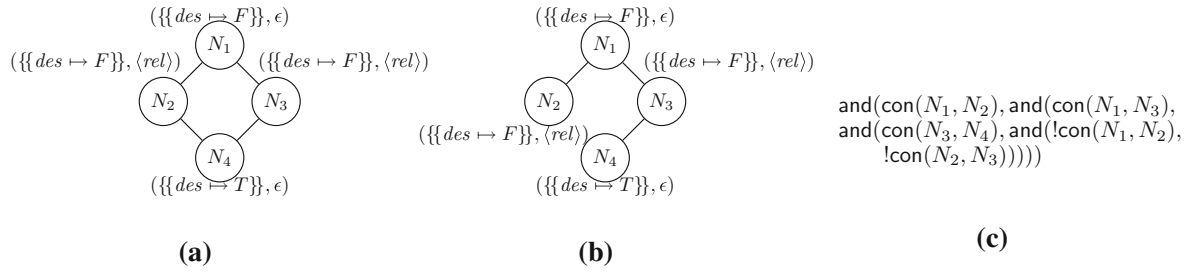 ({{des ↦ F}}, ϵ)
N₁
({{des ↦ F}}, ⟨rel⟩)
({{des ↦ F}}, ⟨rel⟩)
N₂
N₃
N₄
({{des ↦ T}}, ϵ)
(a)
({{des ↦ F}}, ϵ)
N₁
({{des ↦ F}}, ⟨rel⟩)
N₂
N₃
({{des ↦ F}}, ⟨rel⟩)
N₄
({{des ↦ T}}, ϵ)
(b)
and(con(N₁, N₂), and(con(N₁, N₃),
and(con(N₃, N₄), and(!con(N₁, N₂),
!con(N₂, N₃)))))
(c)